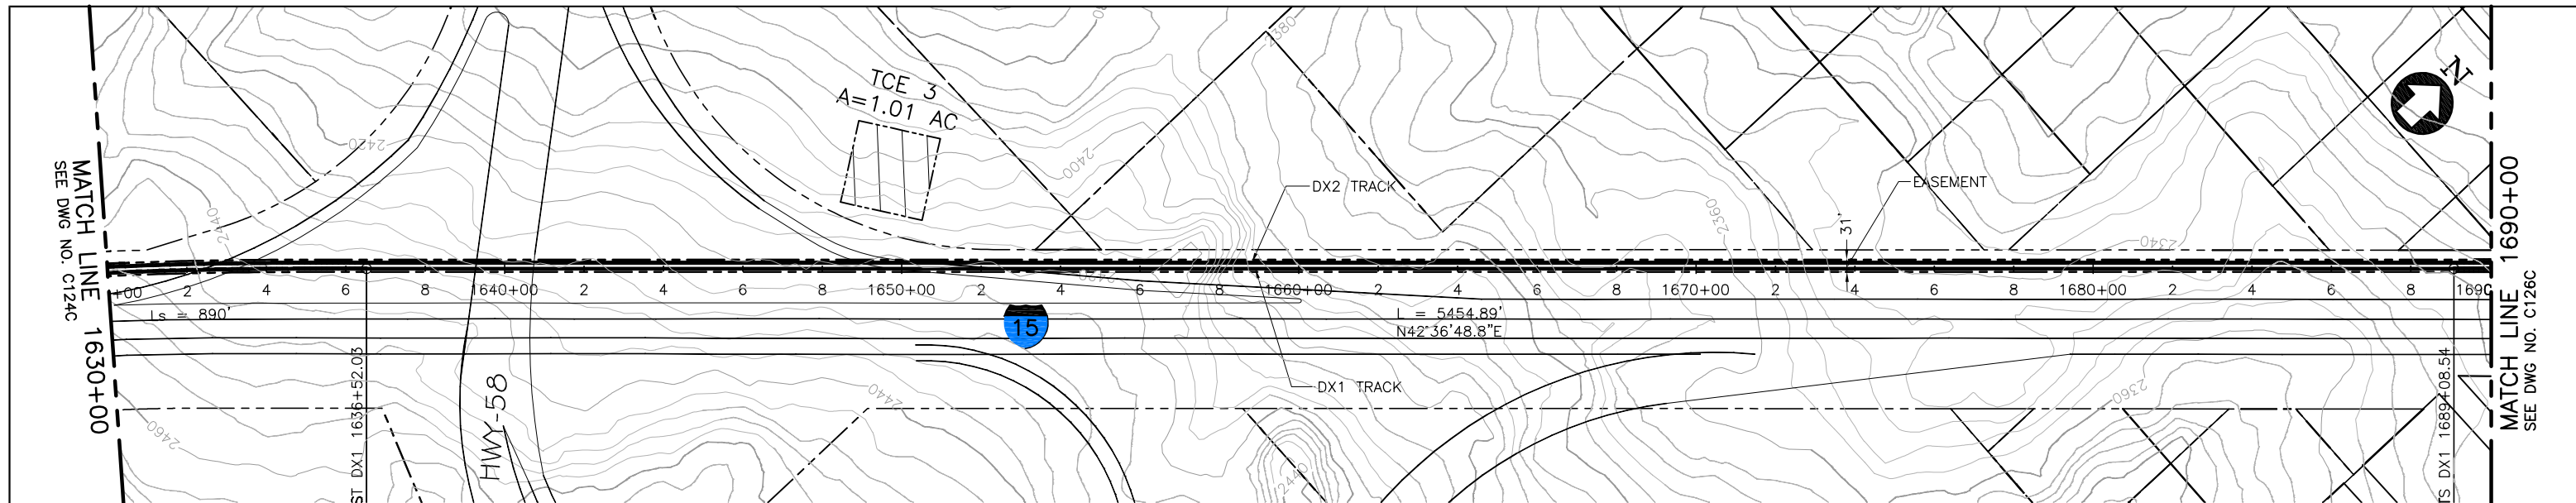 2380
N
TCE 3
A=1.01 AC
2420
2400
2440
DX2 TRACK
EASEMENT
2360
31'
2340
MATCH LINE 1630+00
SEE DWG NO. C124C
MATCH LINE 1690+00
SEE DWG NO. C126C
+00 2 4 6 8 1640+00 2 4 6 8 1650+00 2 4 6 8 1660+00 2 4 6 8 1670+00 2 4 6 8 1680+00 2 4 6 8 1690
Ls = 890'
15
L = 5454.89'
N42°36'48.8"E
ST DX1 1636+52.03
HWY-58
DX1 TRACK
2440
2360
2460
2440
TS DX1 1689+08.54